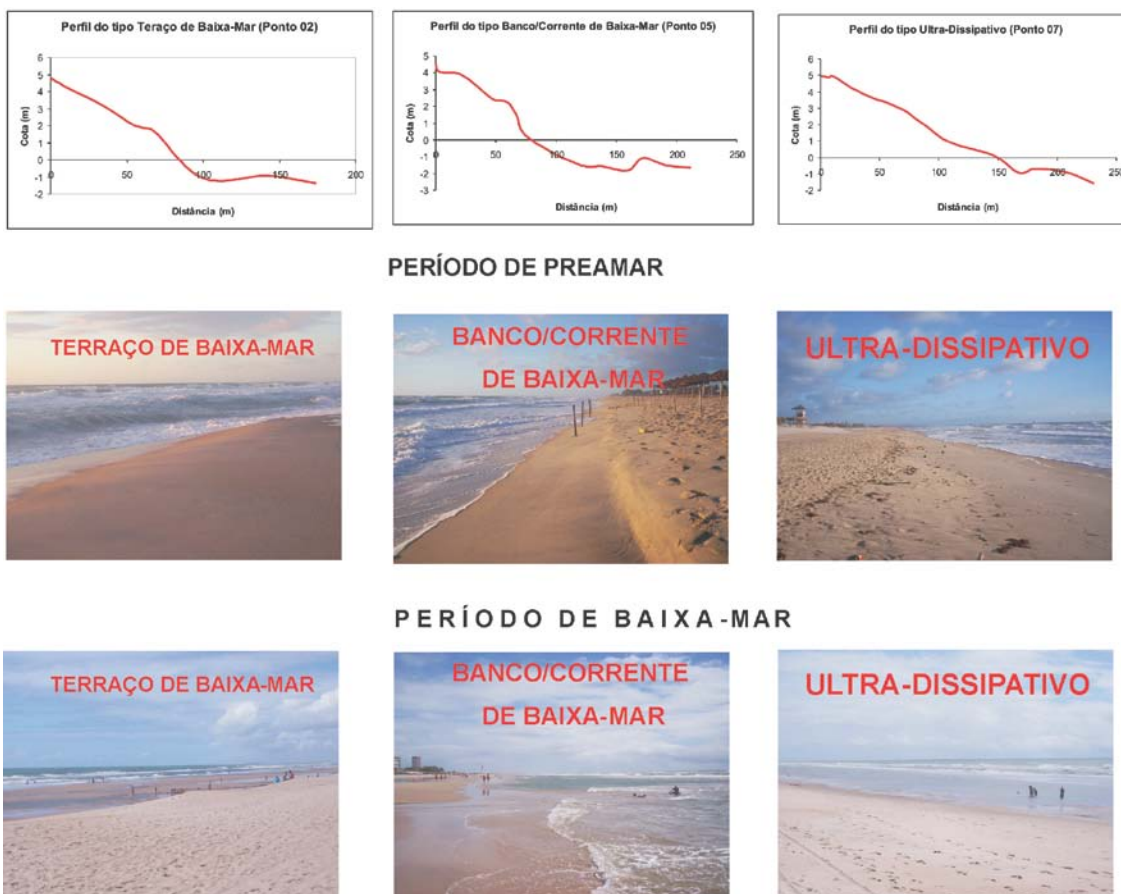 Perfil do tipo Teraço de Baixa-Mar (Ponto 02)
6
5
4
3
2
1
0
-1
-2
0
50
100
150
200
Cota (m)
Distância (m)
Perfil do tipo Banco/Corrente de Baixa-Mar (Ponto 05)
5
4
3
2
1
0
-1
-2
-3
0
50
100
150
200
250
Cota (m)
Distância (m)
Perfil do tipo Ultra-Dissipativo (Ponto 07)
6
5
4
3
2
1
0
-1
-2
0
50
100
150
200
250
Cota (m)
Distância (m)
PERÍODO DE PREAMAR
TERRAÇO DE BAIXA-MAR
BANCO/CORRENTE
DE BAIXA-MAR
ULTRA-DISSIPATIVO
PERÍODO DE BAIXA-MAR
TERRAÇO DE BAIXA-MAR
BANCO/CORRENTE
DE BAIXA-MAR
ULTRA-DISSIPATIVO